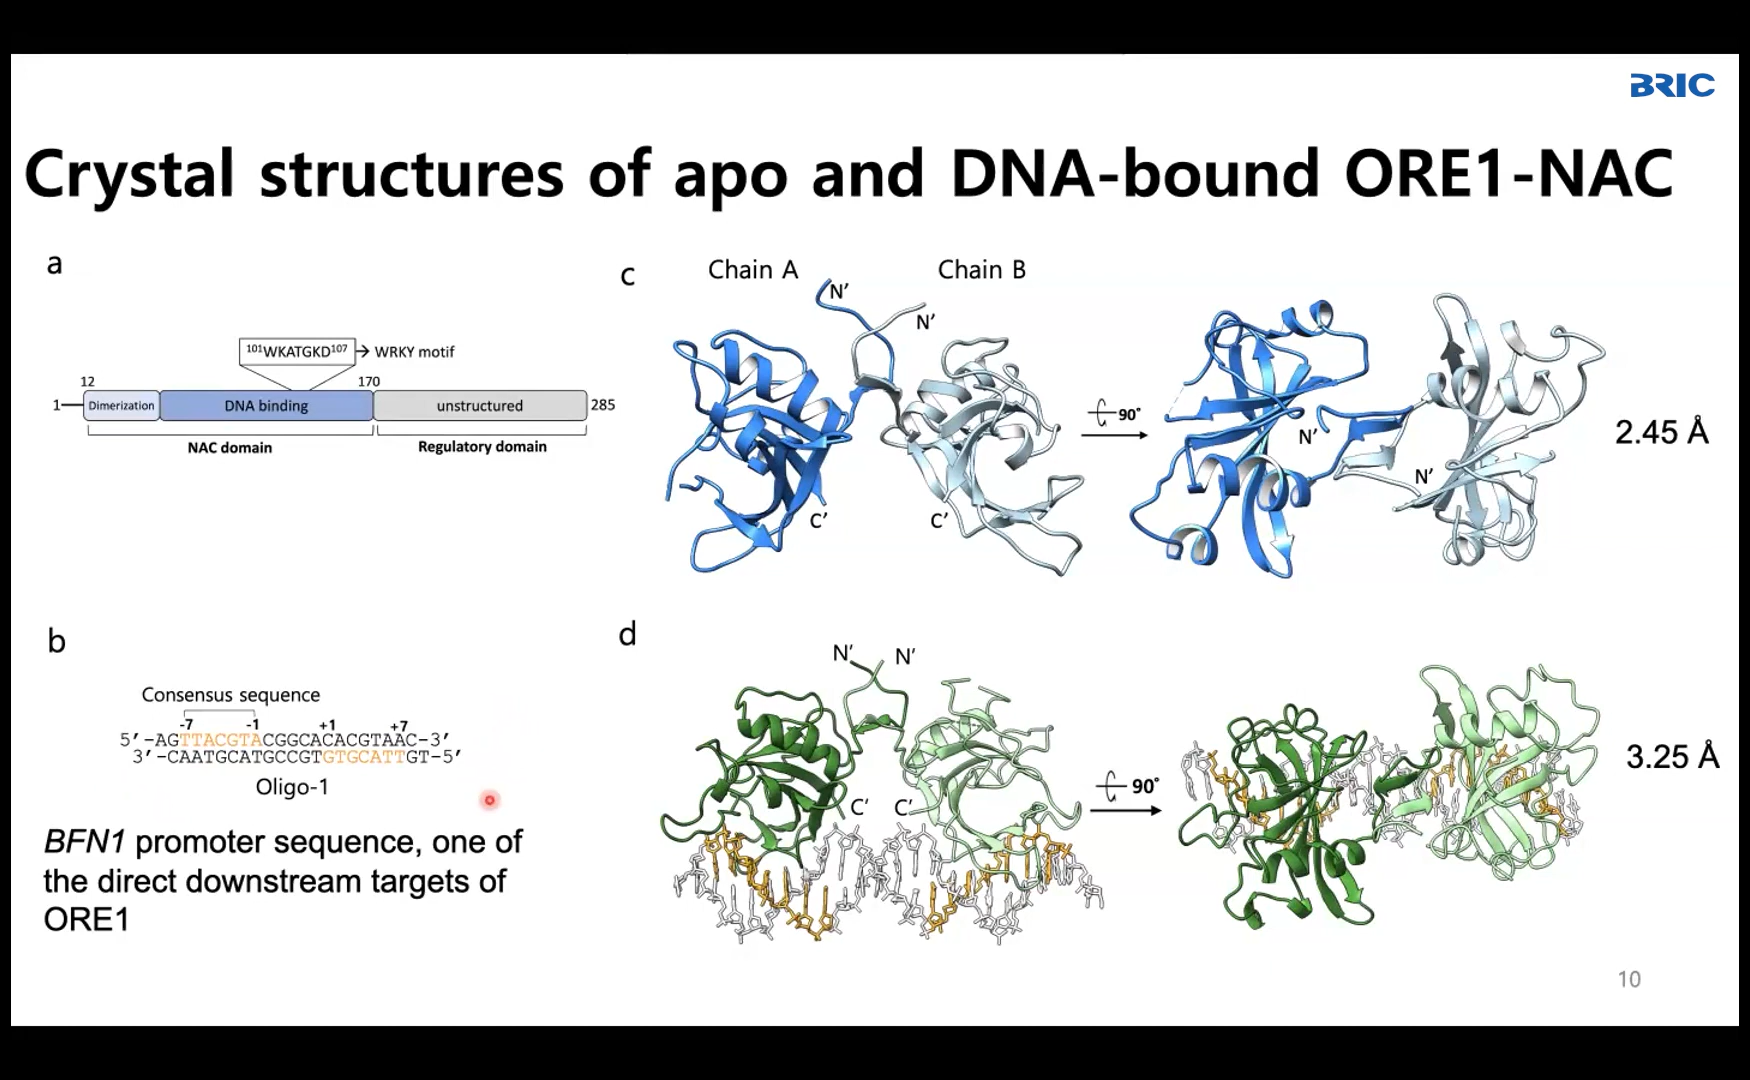 BRIC
Crystal structures of apo and DNA-bound ORE1-NAC
a
101WKATGKD107 → WRKY motif
12
170
1
Dimerization
DNA binding
unstructured
285
NAC domain
Regulatory domain
b
Consensus sequence
-7 -1 +1 +7
5′-AGTTACGTACGGCACACGTAAC-3′
3′-CAATGCATGCCGTGTGCATTGT-5′
Oligo-1
BFN1 promoter sequence, one of
the direct downstream targets of
ORE1
c
Chain A
Chain B
N’
N’
C’
C’
90°
N’
N’
2.45 Å
d
N’
N’
C’
C’
90°
3.25 Å
10